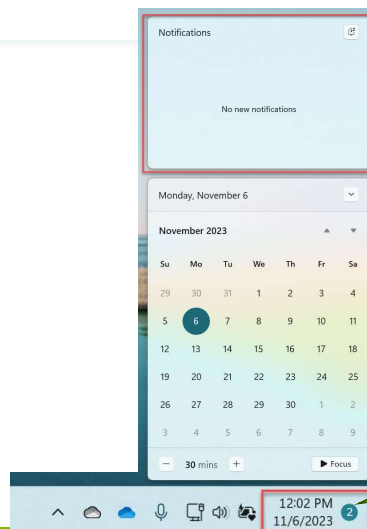 Notifications
No new notifications
Monday, November 6
November 2023
Su Mo Tu We Th Fr Sa
29 30 31 1 2 3 4
5 6 7 8 9 10 11
12 13 14 15 16 17 18
19 20 21 22 23 24 25
26 27 28 29 30 1 2
3 4 5 6 7 8 9
30 mins Focus
12:02 PM
11/6/2023 2